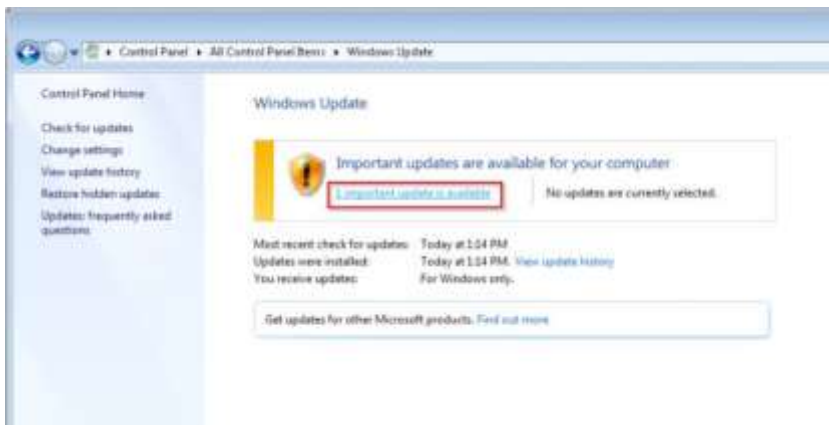 Control Panel ▸ All Control Panel Items ▸ Windows Update
Control Panel Home
Check for updates
Change settings
View update history
Restore hidden updates
Updates: frequently asked
questions
Windows Update
Important updates are available for your computer
1 important update is available
No updates are currently selected.
Most recent check for updates: Today at 1:04 PM
Updates were installed: Today at 1:04 PM. View update history
You receive updates: For Windows only.
Get updates for other Microsoft products. Find out more